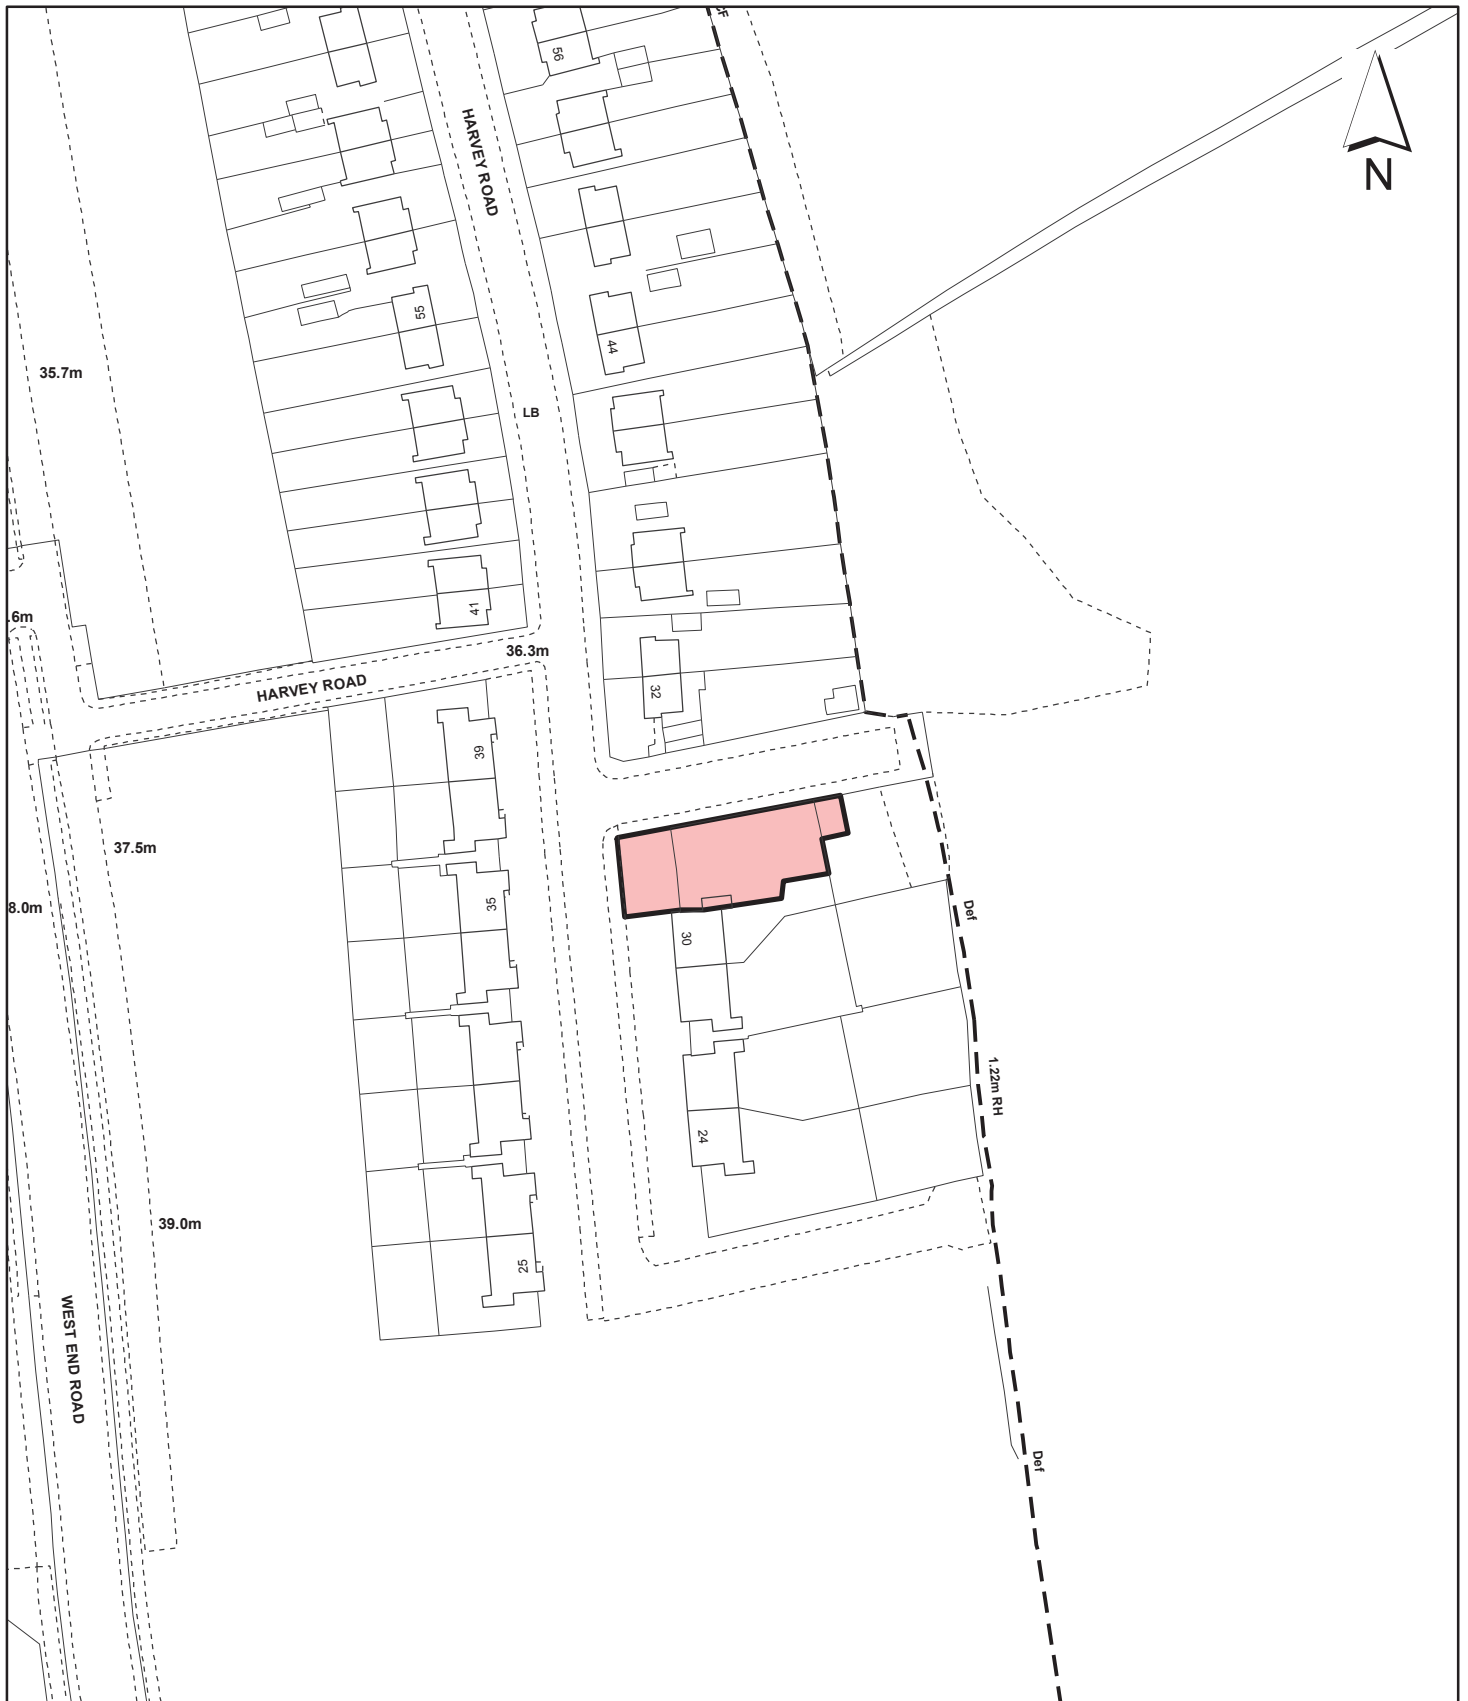 CF
56
HARVEY ROAD
N
55
44
35.7m
LB
41
.6m
36.3m
HARVEY ROAD
32
39
37.5m
35
8.0m
30
Def
1.22m RH
24
39.0m
25
WEST END ROAD
Def